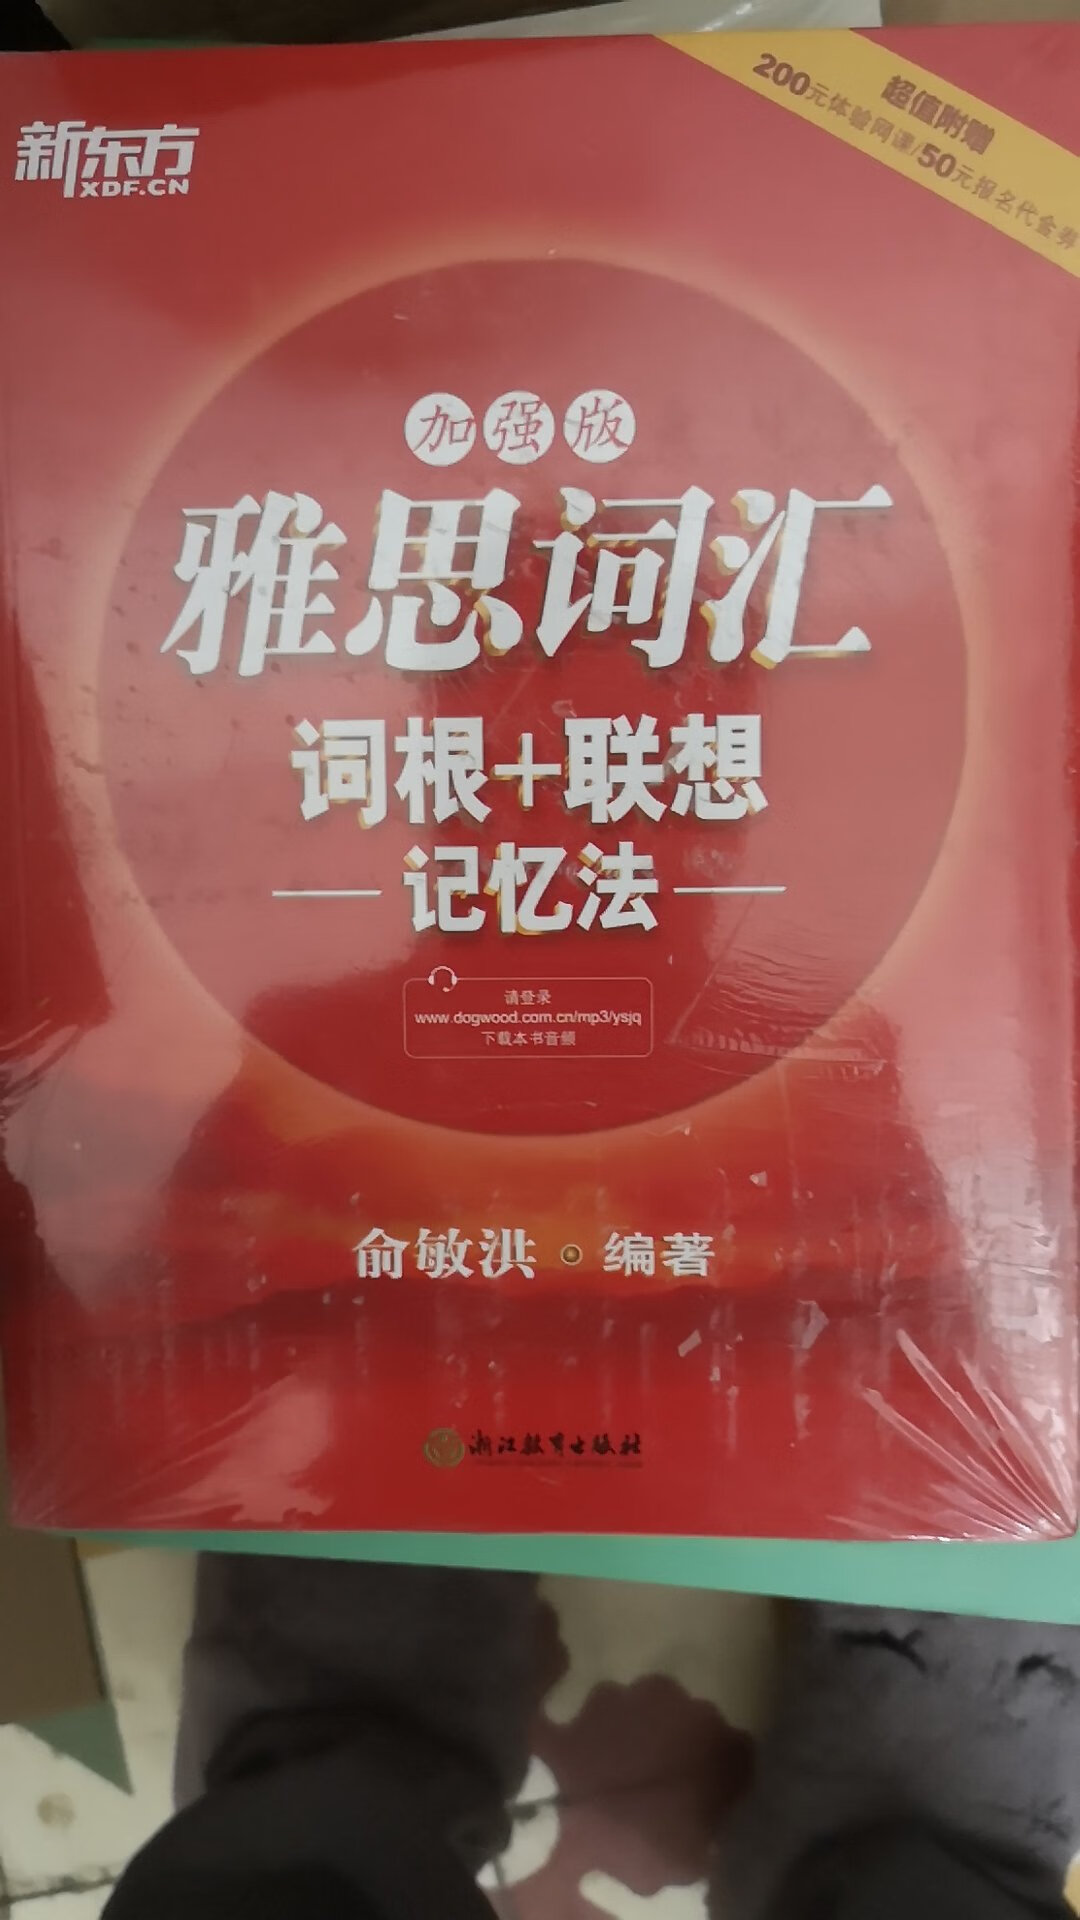 新东方
XDF.CN
超值附赠
200元体验网课/50元报名代金券
加强版
雅思词汇
词根+联想
记忆法
请登录
www.dogwood.com.cn/mp3/ysjq
下载本书音频
俞敏洪·编著
浙江教育出版社